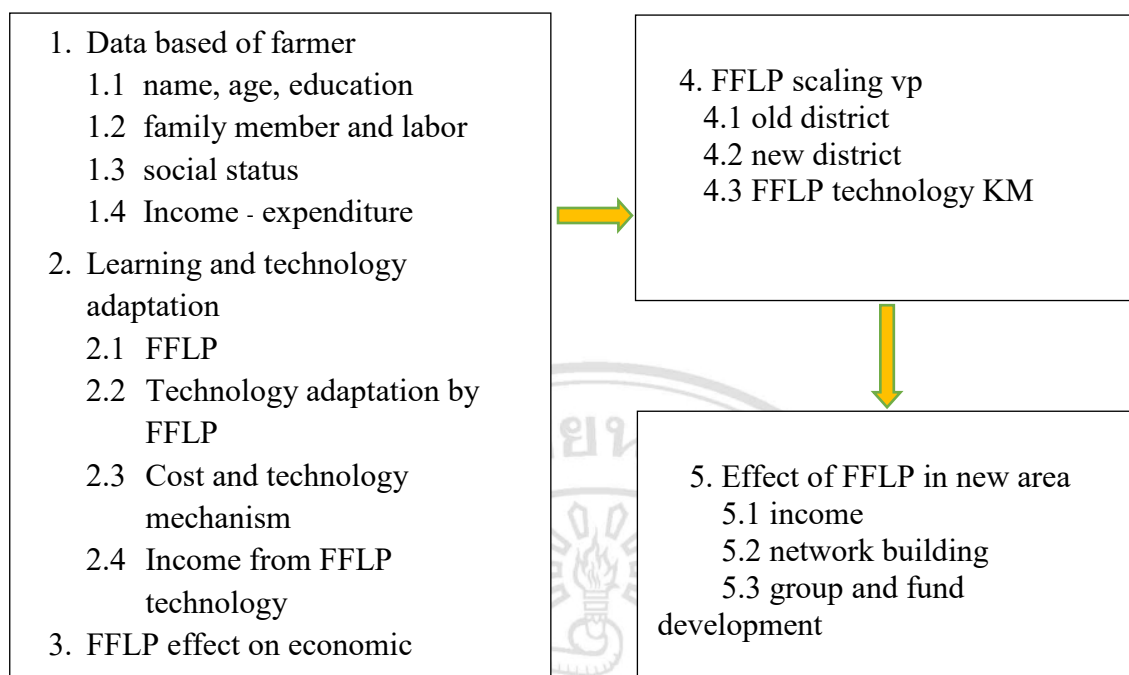 1. Data based of farmer
1.1 name, age, education
1.2 family member and labor
1.3 social status
1.4 Income - expenditure
2. Learning and technology
adaptation
2.1 FFLP
2.2 Technology adaptation by
FFLP
2.3 Cost and technology
mechanism
2.4 Income from FFLP
technology
3. FFLP effect on economic
4. FFLP scaling vp
4.1 old district
4.2 new district
4.3 FFLP technology KM
5. Effect of FFLP in new area
5.1 income
5.2 network building
5.3 group and fund
development